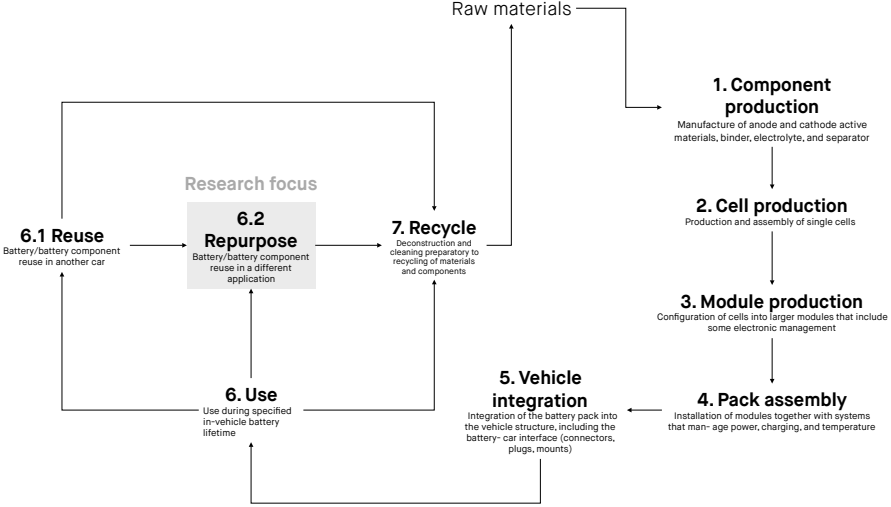 Raw materials
1. Component
production
Manufacture of anode and cathode active
materials, binder, electrolyte, and separator
2. Cell production
Production and assembly of single cells
3. Module production
Configuration of cells into larger modules that include
some electronic management
4. Pack assembly
Installation of modules together with systems
that man- age power, charging, and temperature
5. Vehicle
integration
Integration of the battery pack into
the vehicle structure, including the
battery- car interface (connectors,
plugs, mounts)
6. Use
Use during specified
in-vehicle battery
lifetime
6.1 Reuse
Battery/battery component
reuse in another car
Research focus
6.2
Repurpose
Battery/battery component
reuse in a different
application
7. Recycle
Deconstruction and
cleaning preparatory to
recycling of materials
and components